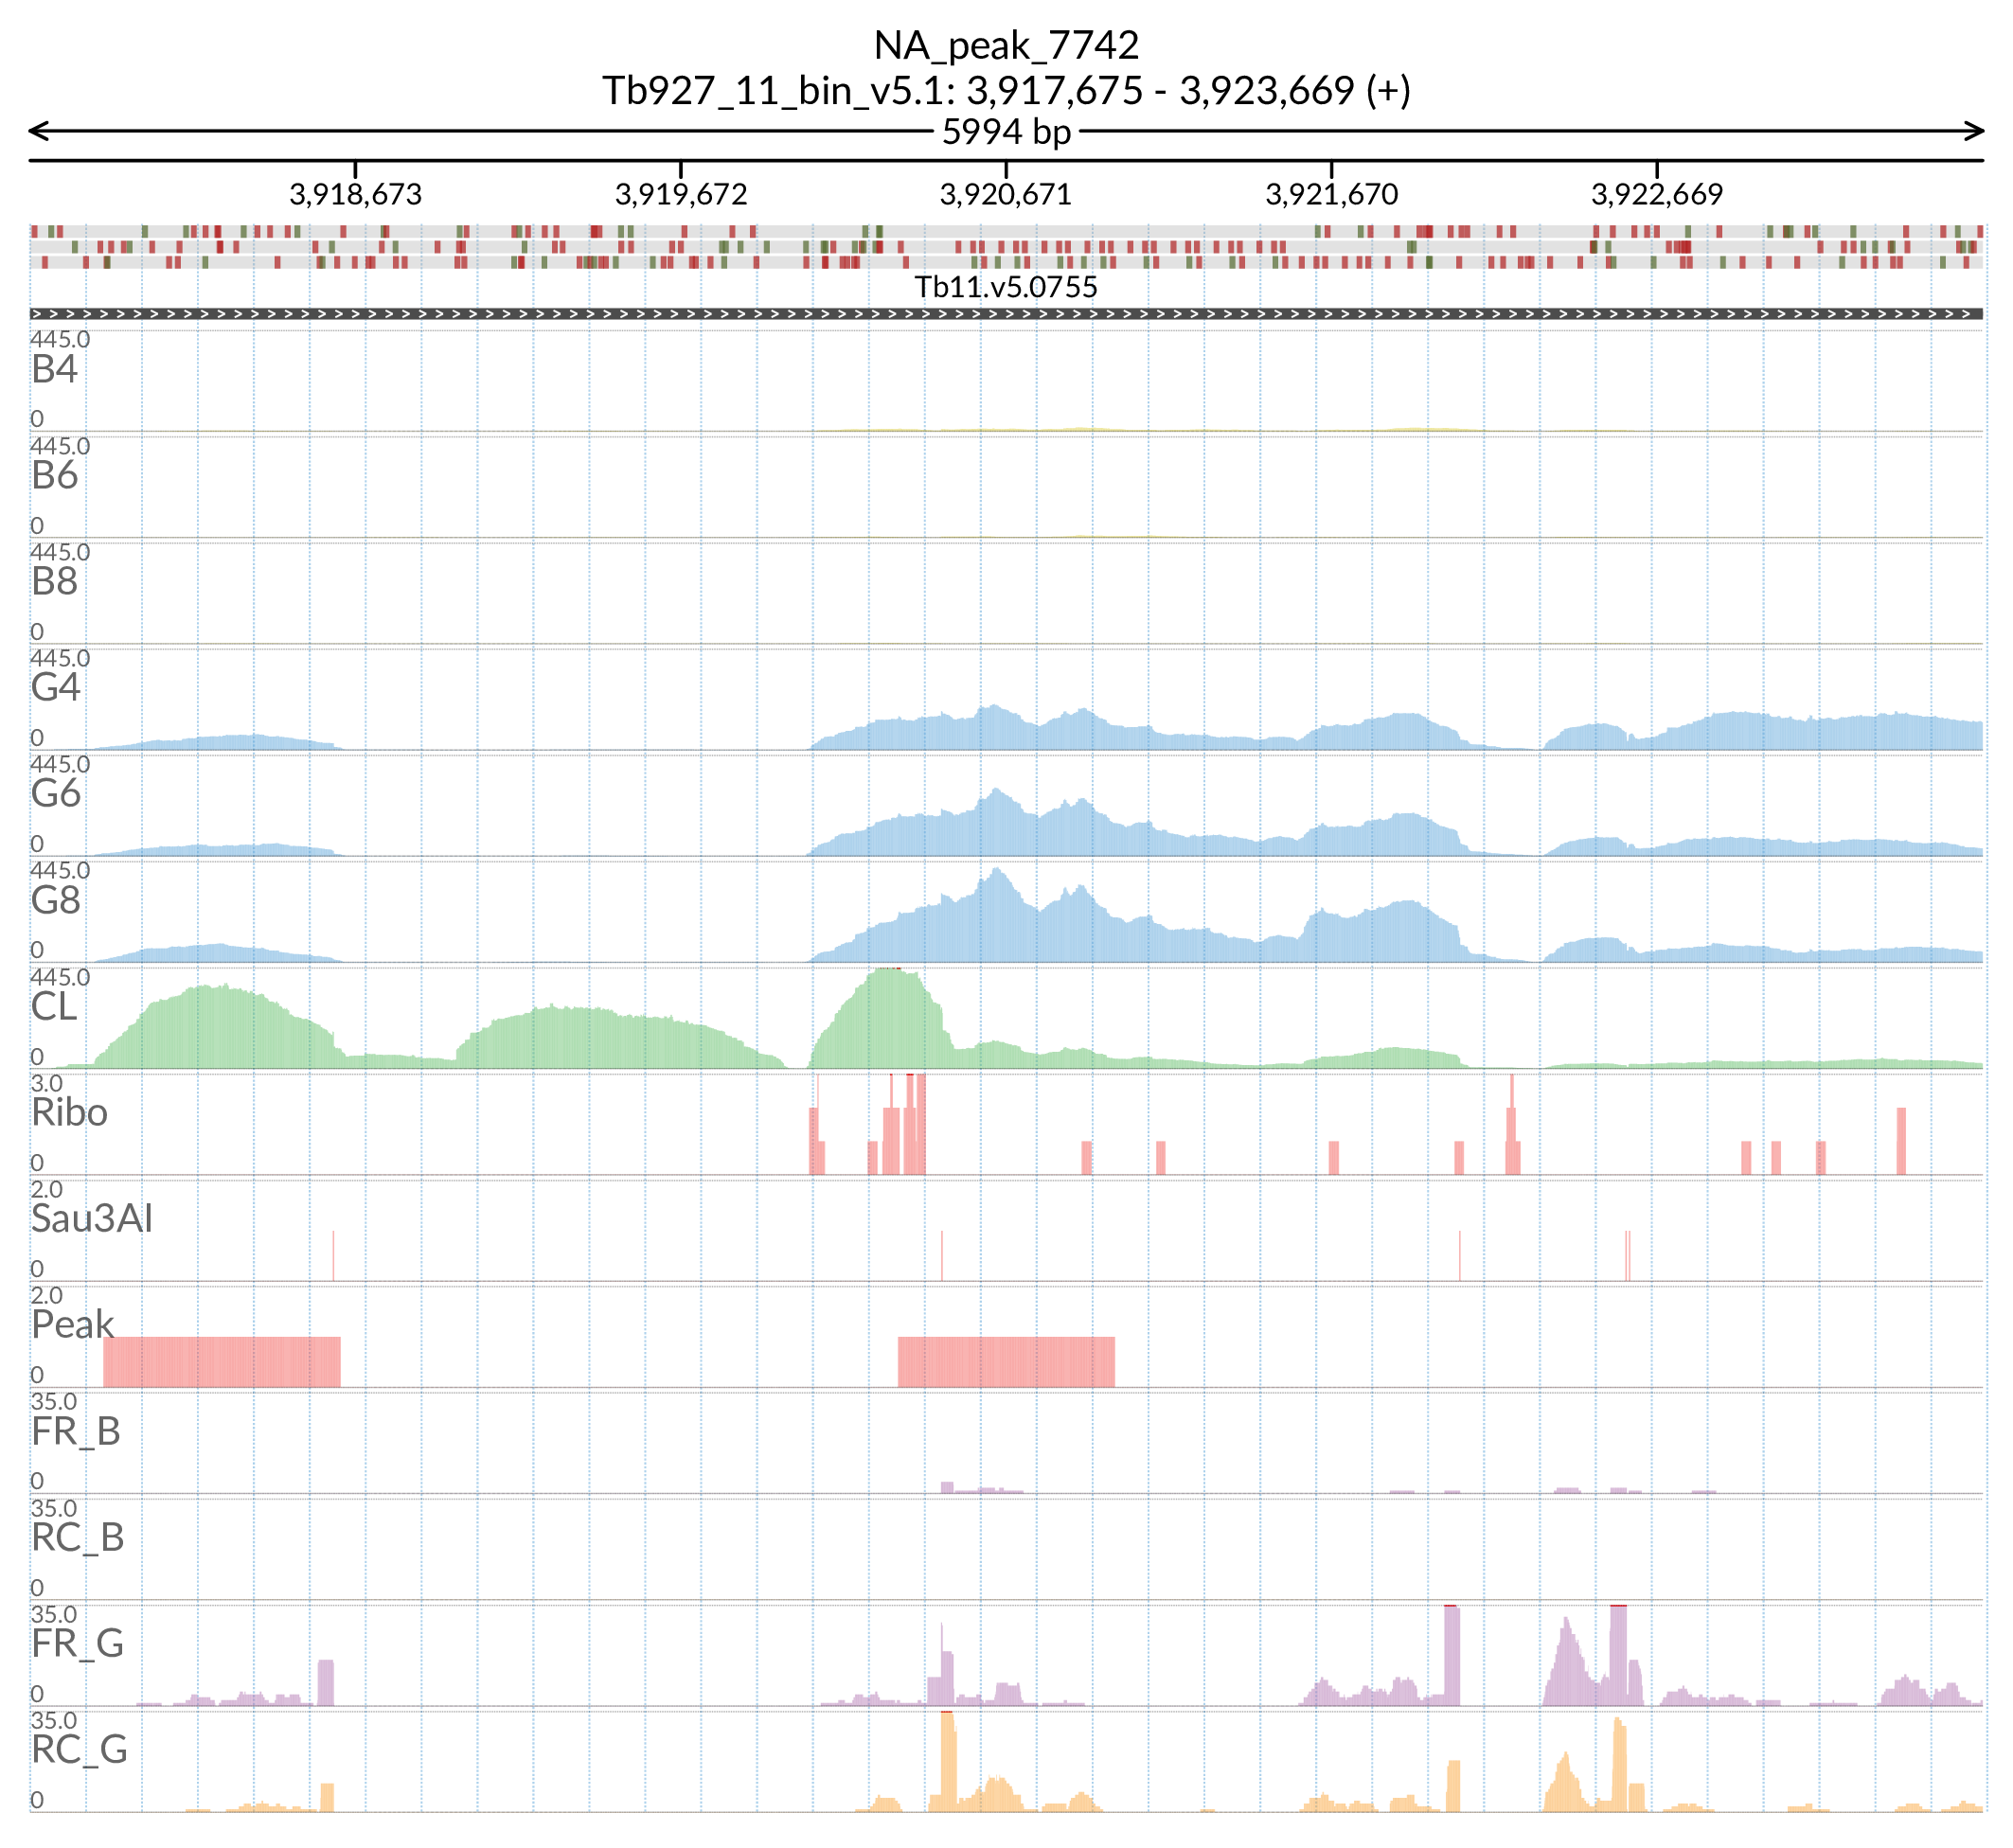 NA_peak_7742
Tb927_11_bin_v5.1: 3,917,675 - 3,923,669 (+)
5994 bp
3,918,673 3,919,672 3,920,671 3,921,670 3,922,669
Tb11.v5.0755
445.0
B4
0
445.0
B6
0
445.0
B8
0
445.0
G4
0
445.0
G6
0
445.0
G8
0
445.0
CL
0
3.0
Ribo
0
2.0
Sau3AI
0
2.0
Peak
0
35.0
FR_B
0
35.0
RC_B
0
35.0
FR_G
0
35.0
RC_G
0